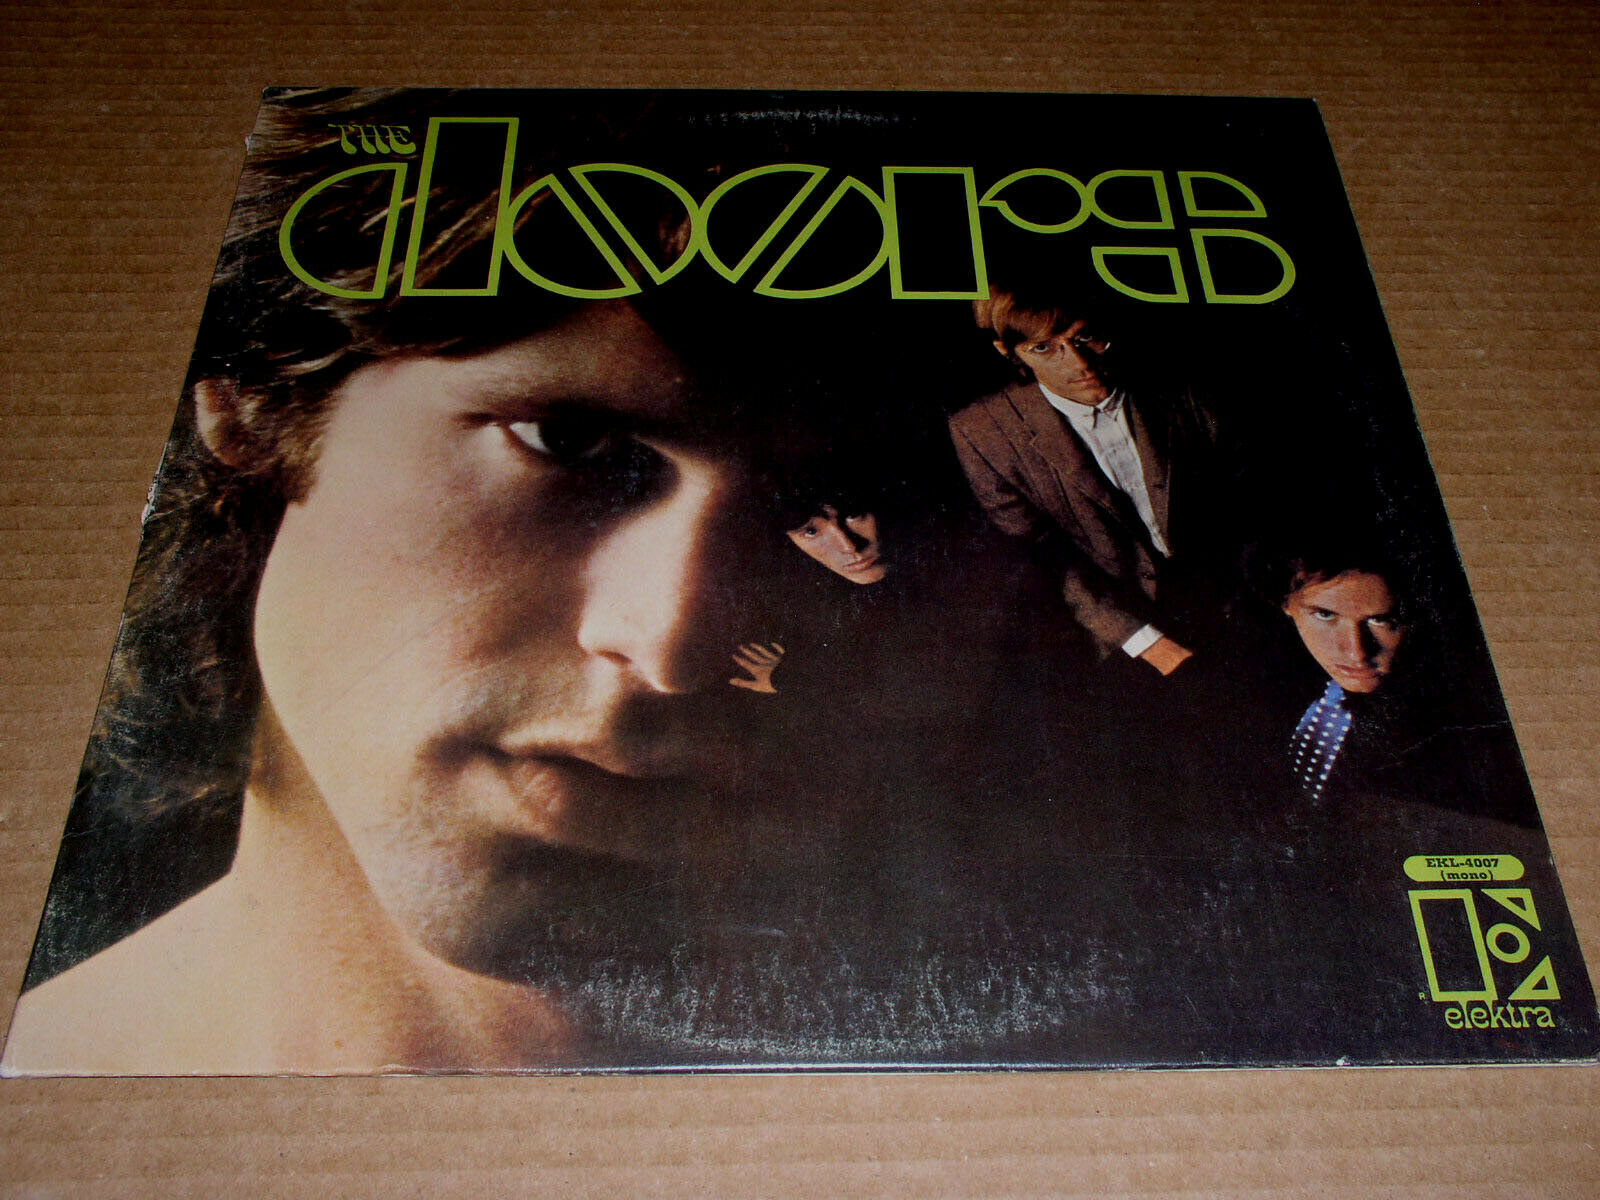 THE
doors
EKL-4007
(mono)
R
elektra